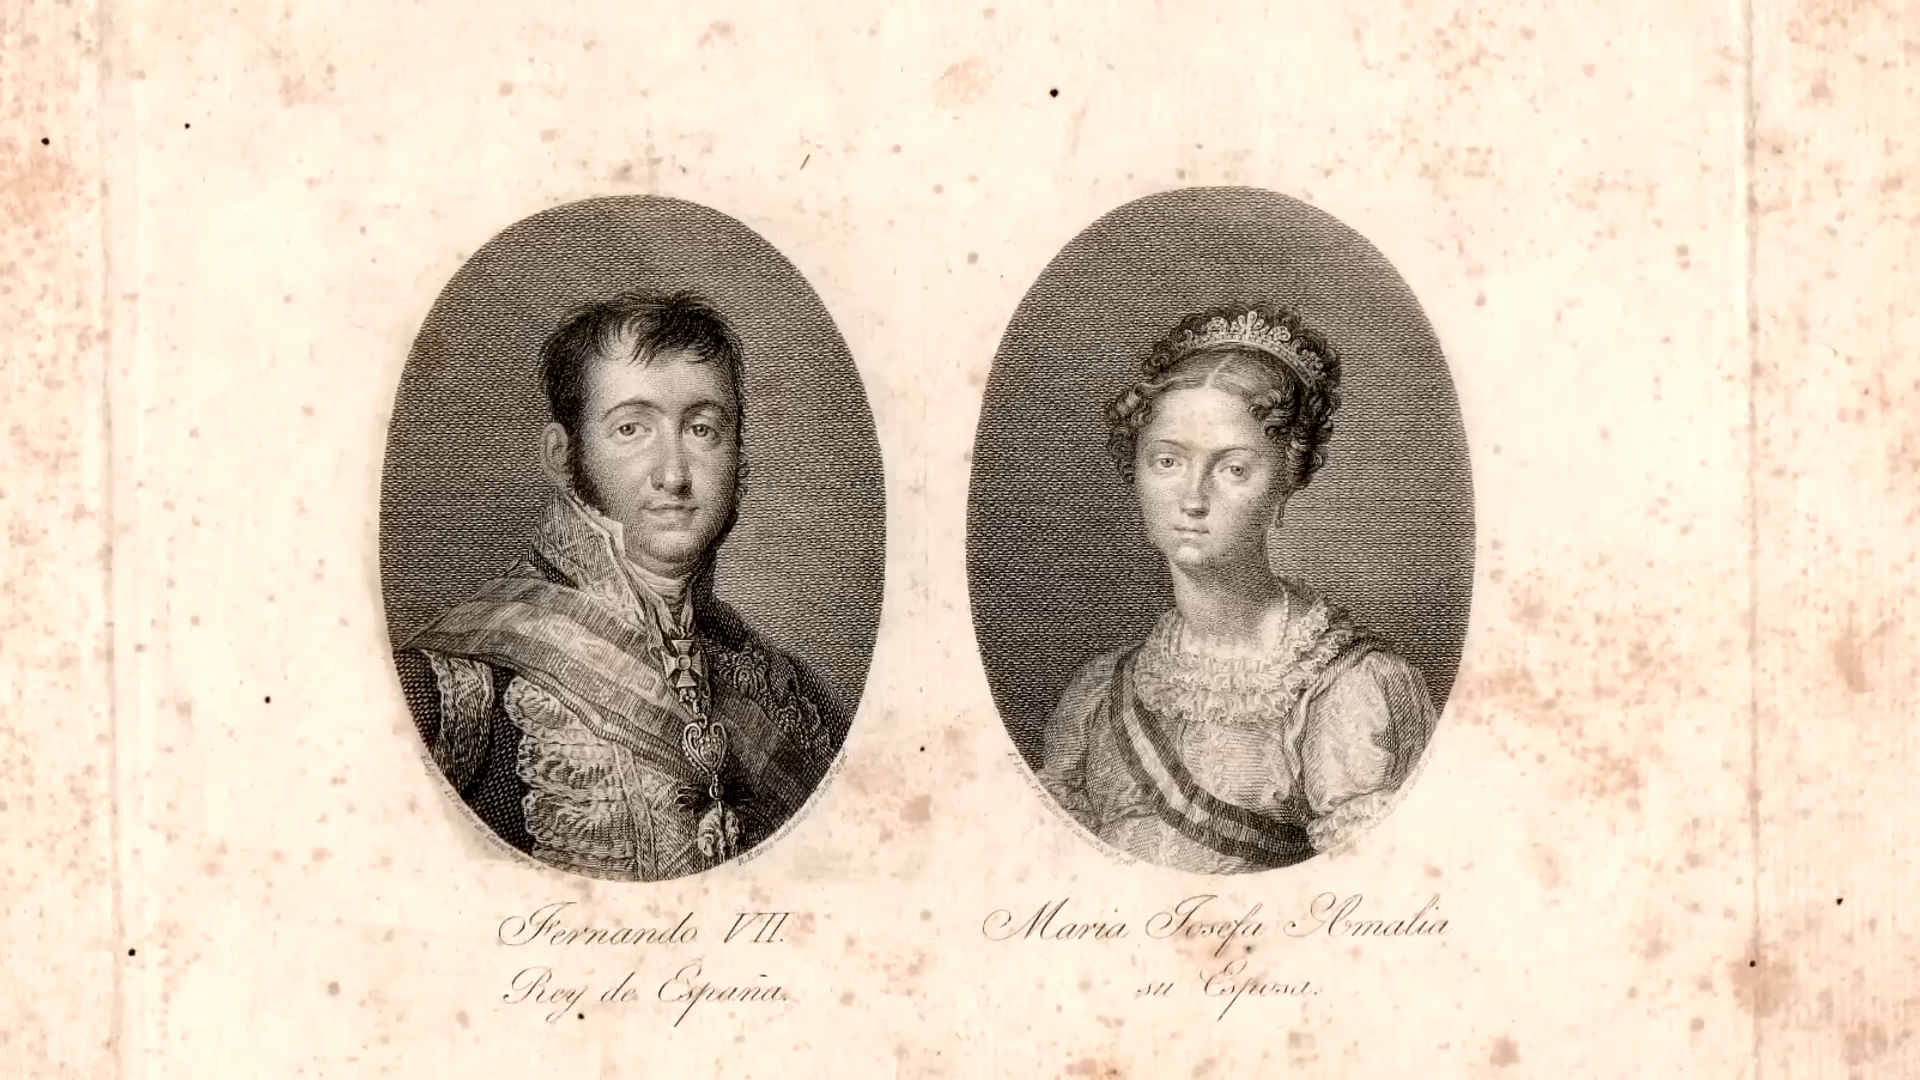 Fernando VII.
Rey de España.
Maria Josefa Amalia
su Esposa.